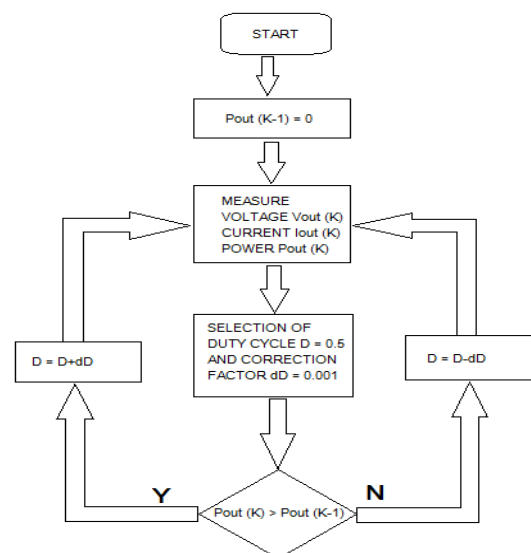 START
Pout (K-1) = 0
MEASURE
VOLTAGE Vout (K)
CURRENT Iout (K)
POWER Pout (K)
SELECTION OF
DUTY CYCLE D = 0.5
AND CORRECTION
FACTOR dD = 0.001
D = D+dD
D = D-dD
Y
N
Pout (K) > Pout (K-1)